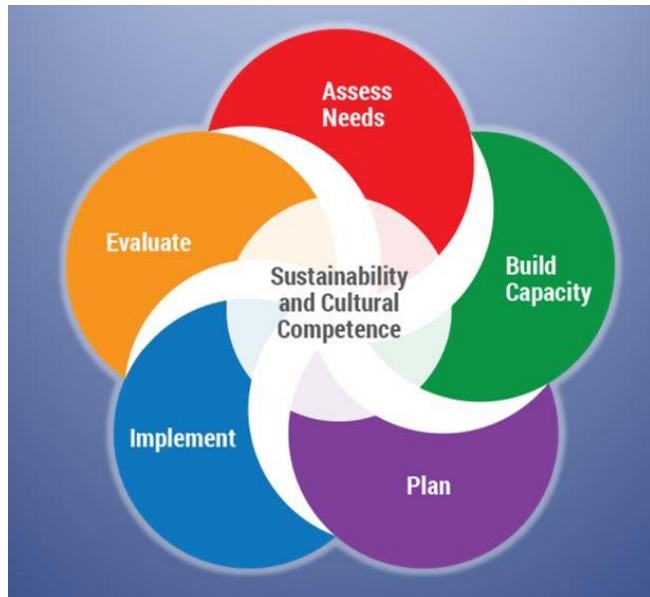 Assess
Needs
Build
Capacity
Plan
Implement
Evaluate
Sustainability
and Cultural
Competence